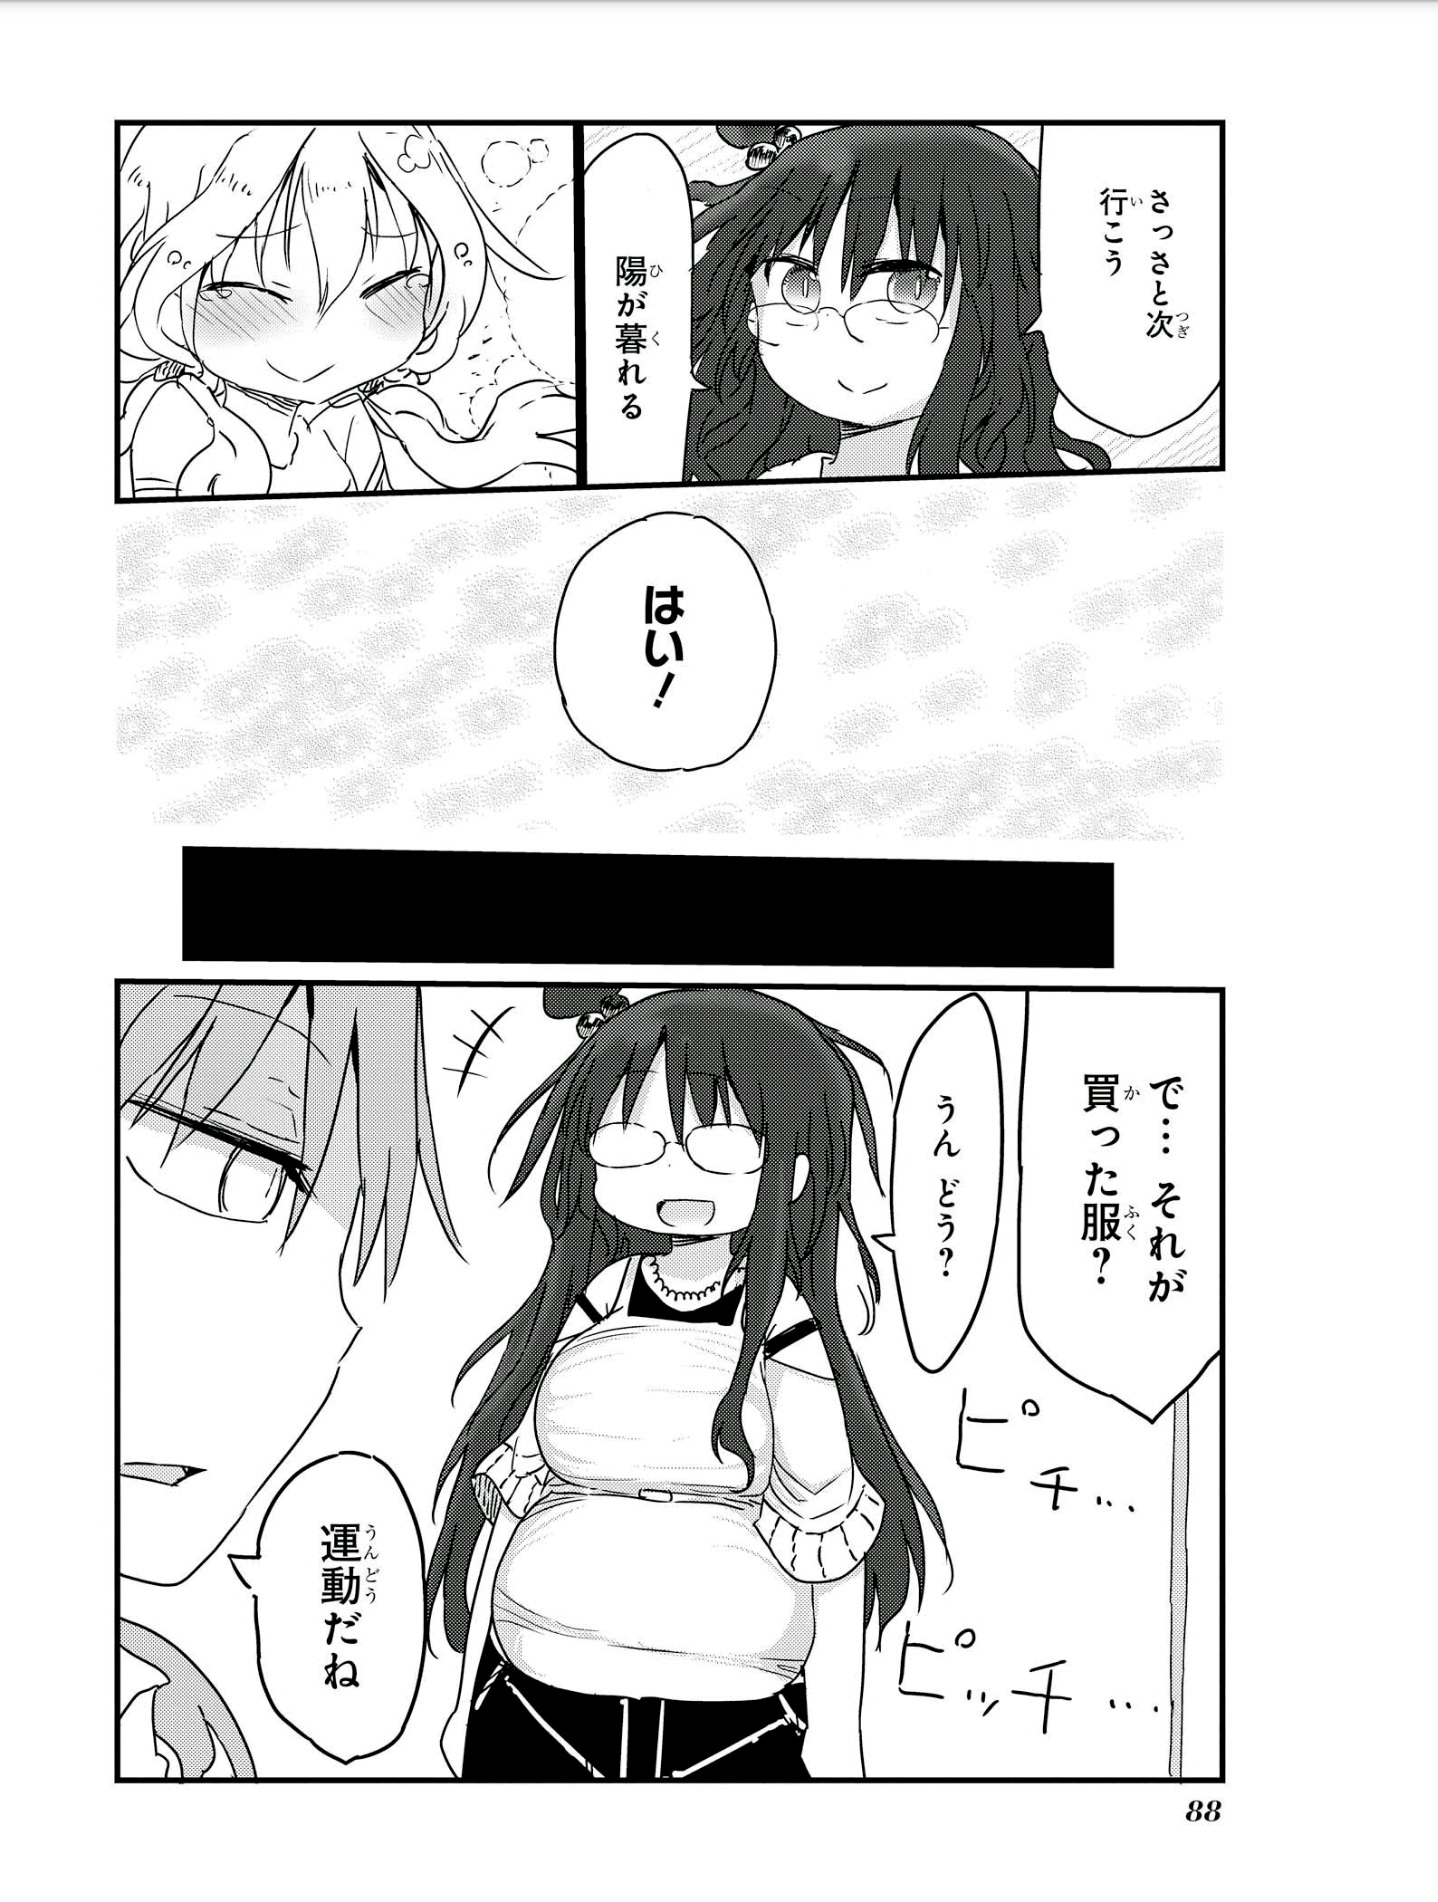 さっさと次
行こう
陽が暮れる
はい!
で…それが
買った服?
うん どう?
ピチ…
ピッチ…
運動だね
88